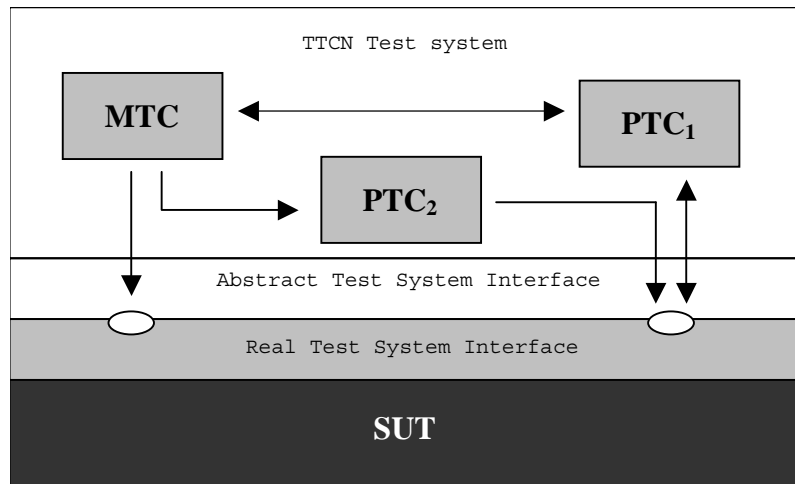 TTCN Test system
MTC
PTC₁
PTC₂
Abstract Test System Interface
Real Test System Interface
SUT